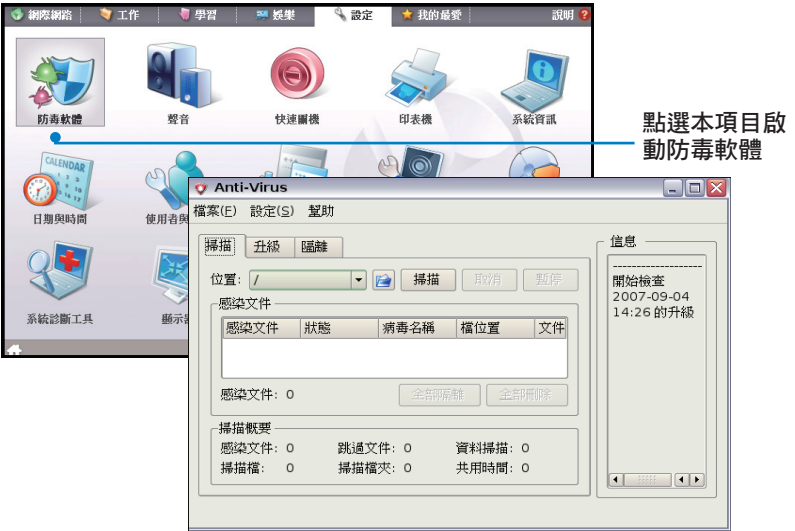 網際網路 工作 學習 娛樂 設定 我的最愛 說明
防毒軟體 聲音 快速關機 印表機 系統資訊
點選本項目啟
動防毒軟體
CALENDAR
日期與時間
Anti-Virus
檔案(F) 設定(S) 幫助
掃描 升級 隔離
位置: / 掃描 取消 暫停
感染文件
感染文件 狀態 病毒名稱 檔位置 文件
感染文件: 0 全部隔離 全部刪除
掃描概要
感染文件: 0 跳過文件: 0 資料掃描: 0
掃描檔: 0 掃描檔夾: 0 共用時間: 0
信息
-------------------
開始檢查
2007-09-04
14:26 的升級
系統診斷工具